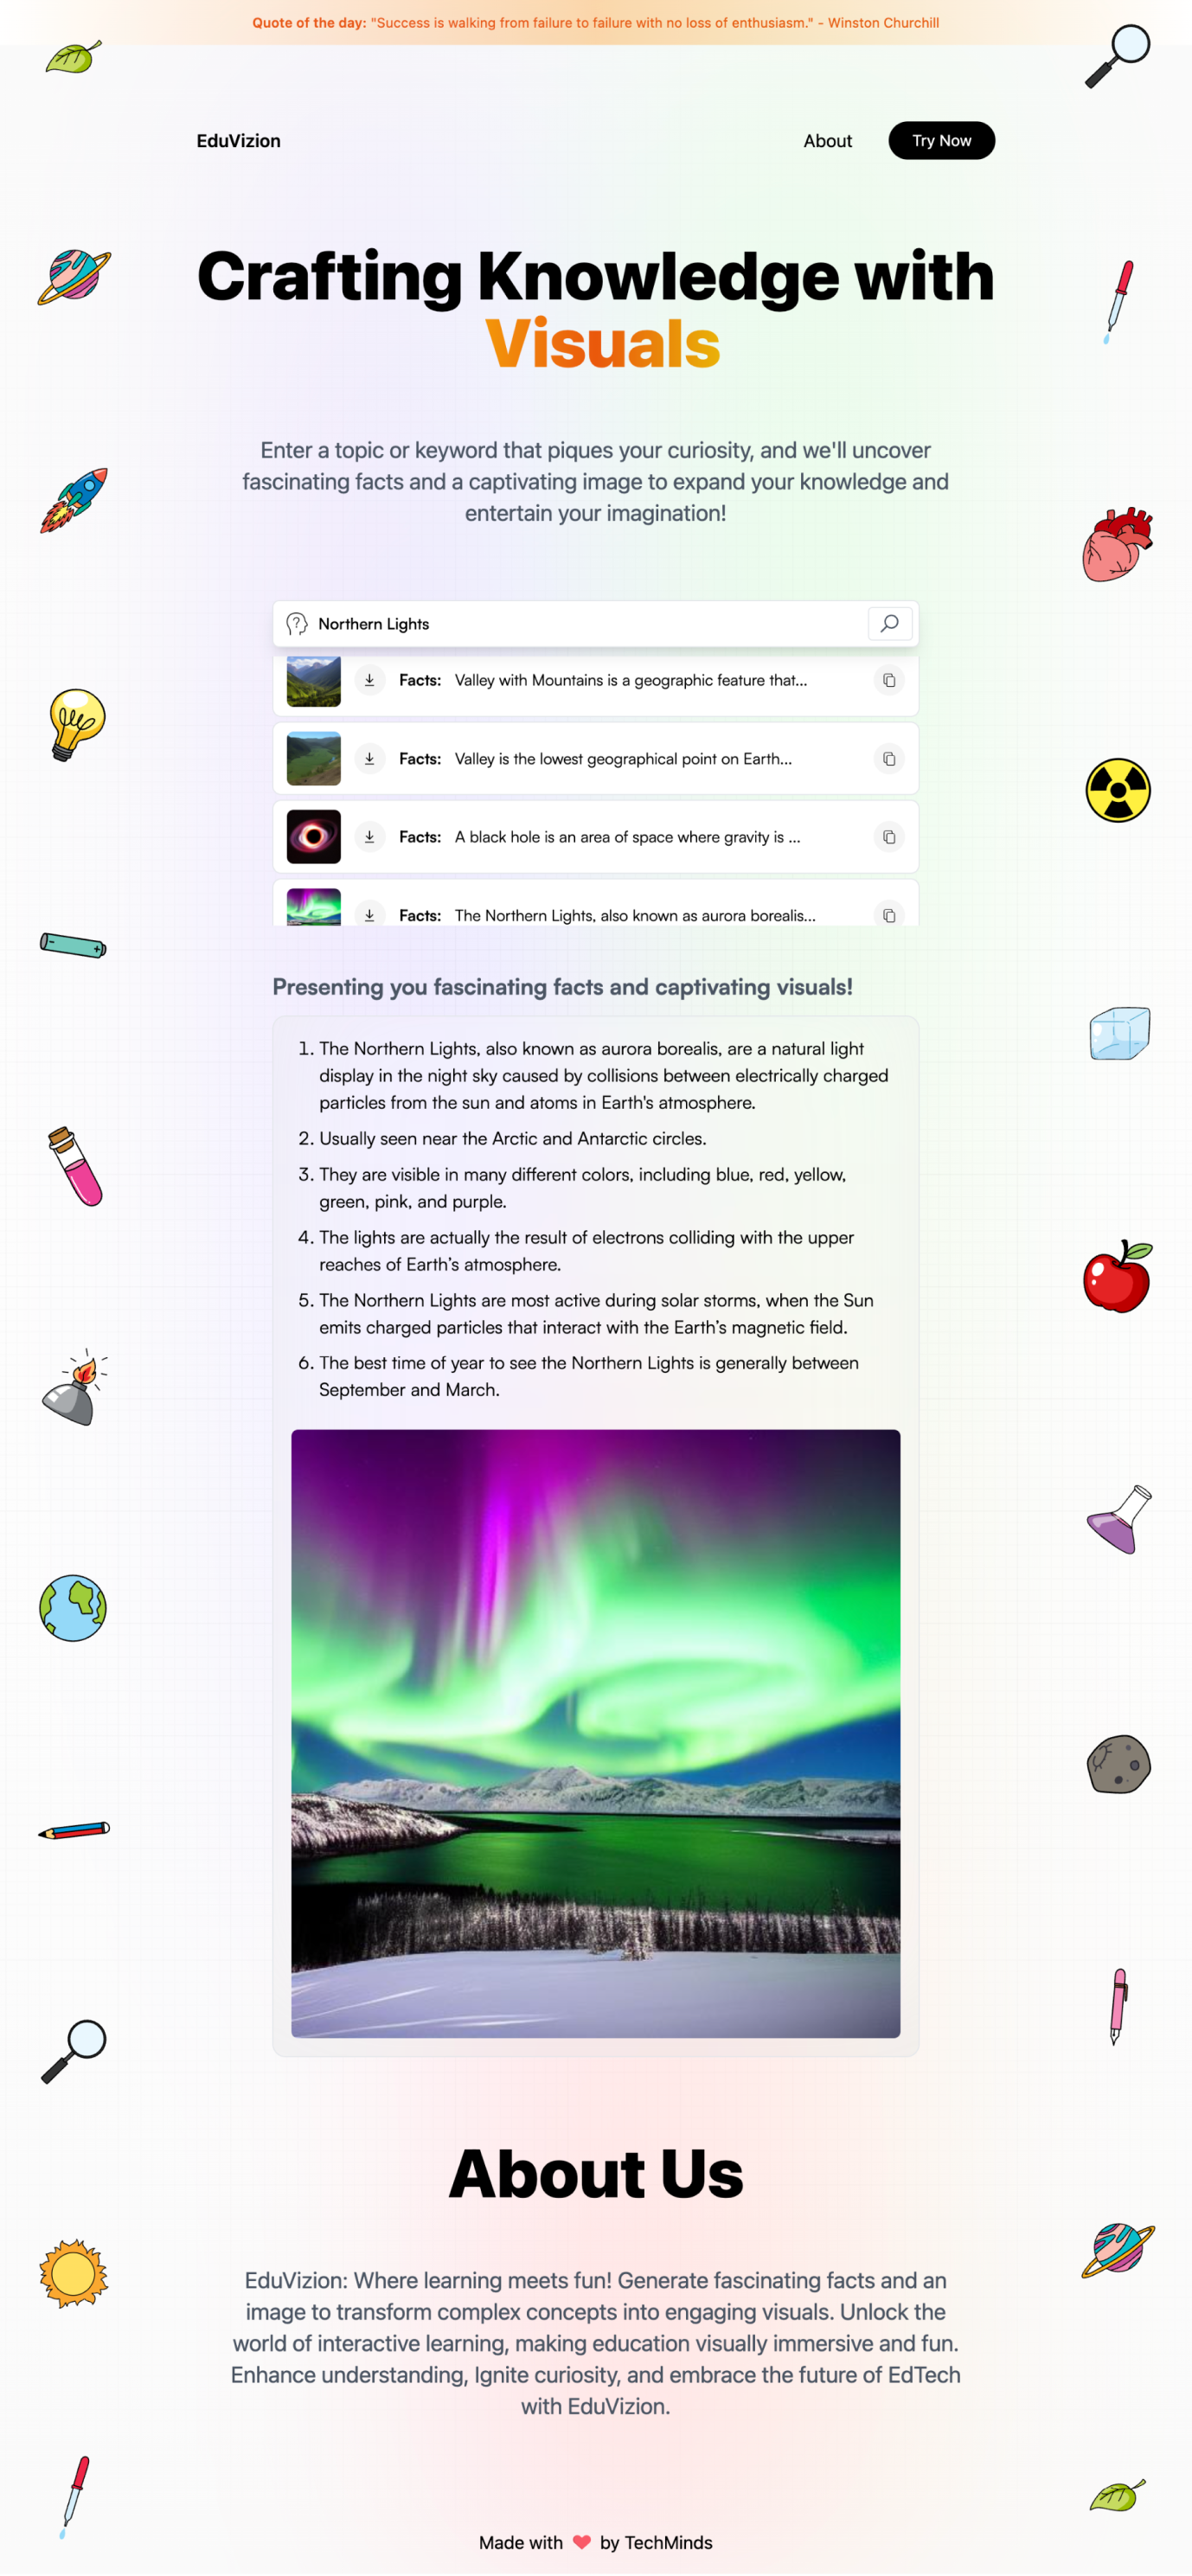 Quote of the day: "Success is walking from failure to failure with no loss of enthusiasm." - Winston Churchill
EduVizion
About
Try Now
Crafting Knowledge with
Visuals
Enter a topic or keyword that piques your curiosity, and we'll uncover
fascinating facts and a captivating image to expand your knowledge and
entertain your imagination!
Northern Lights
Facts: Valley with Mountains is a geographic feature that...
Facts: Valley is the lowest geographical point on Earth...
Facts: A black hole is an area of space where gravity is ...
Facts: The Northern Lights, also known as aurora borealis...
Presenting you fascinating facts and captivating visuals!
1. The Northern Lights, also known as aurora borealis, are a natural light
display in the night sky caused by collisions between electrically charged
particles from the sun and atoms in Earth's atmosphere.
2. Usually seen near the Arctic and Antarctic circles.
3. They are visible in many different colors, including blue, red, yellow,
green, pink, and purple.
4. The lights are actually the result of electrons colliding with the upper
reaches of Earth’s atmosphere.
5. The Northern Lights are most active during solar storms, when the Sun
emits charged particles that interact with the Earth’s magnetic field.
6. The best time of year to see the Northern Lights is generally between
September and March.
About Us
EduVizion: Where learning meets fun! Generate fascinating facts and an
image to transform complex concepts into engaging visuals. Unlock the
world of interactive learning, making education visually immersive and fun.
Enhance understanding, Ignite curiosity, and embrace the future of EdTech
with EduVizion.
Made with ❤ by TechMinds